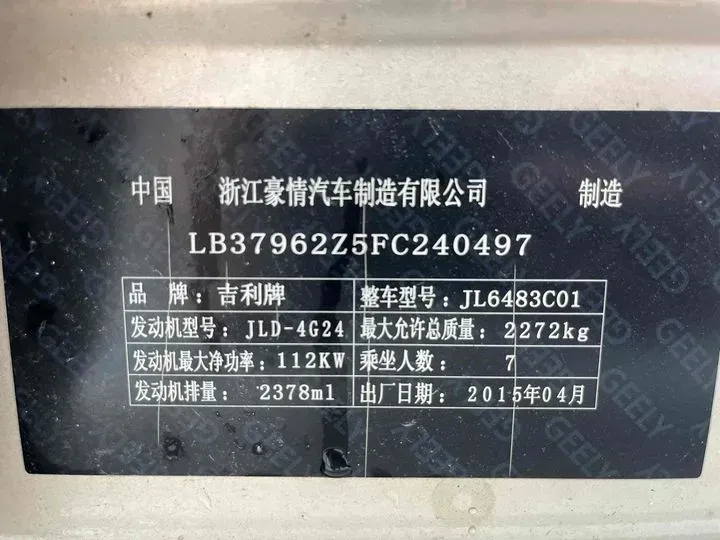 中国 浙江豪情汽车制造有限公司 制造
LB37962Z5FC240497
品 牌：吉利牌 整车型号：JL6483C01
发动机型号：JLD-4G24 最大允许总质量：2272kg
发动机最大净功率：112KW 乘坐人数：7
发动机排量：2378ml 出厂日期：2015年04月
GEELY